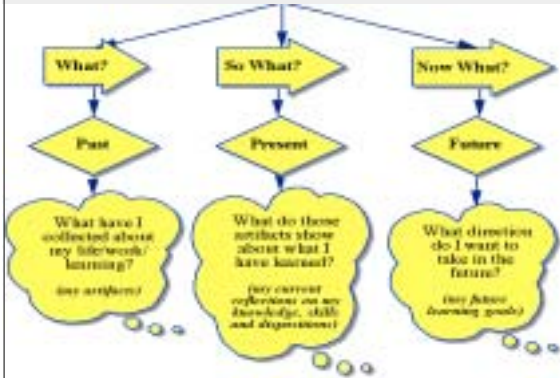 What?
So What?
Now What?
Past
Present
Future
What have I
collected about
my life/work/
learning?
(my artifacts)
What do those
artifacts show
about what I
have learned?
(my current
reflections on my
knowledge, skills
and dispositions)
What direction
do I want to
take in the
future?
(my future
learning goals)